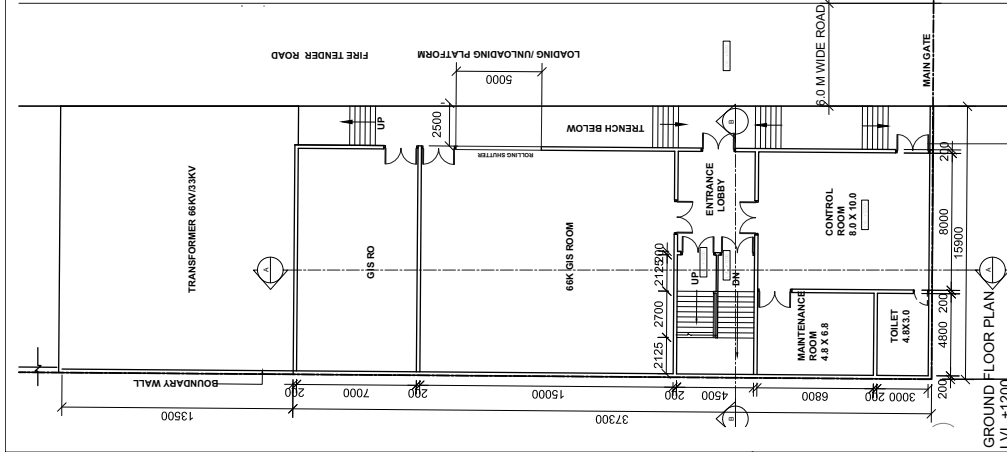 FIRE TENDER ROAD
LOADING/UNLOADING PLATFORM
5000
6.0 M WIDE ROAD
MAIN GATE
UP
2500
TRENCH BELOW
ROLLING SHUTTER
B
TRANSFORMER 66KV/33KV
GIS RO
66K GIS ROOM
ENTRANCE
LOBBY
CONTROL
ROOM
8.0 X 10.0
200
8000
15900
A
A
UP
DN
200
2125
2700
2125
MAINTENANCE
ROOM
4.8 X 6.8
TOILET
4.8X3.0
200
4800
200
BOUNDARY WALL
200
7000
200
15000
200
4500
6800
200
3000
13500
37300
B
GROUND FLOOR PLAN
LVL +1200